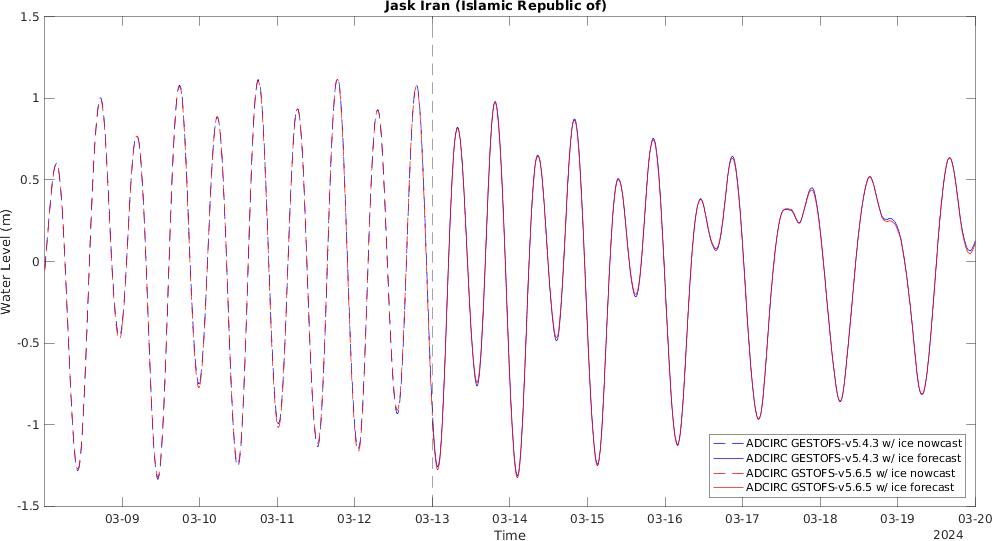 Jask Iran (Islamic Republic of)
1.5
1
0.5
0
-0.5
-1
-1.5
Water Level (m)
ADCIRC GESTOFS-v5.4.3 w/ ice nowcast
ADCIRC GESTOFS-v5.4.3 w/ ice forecast
ADCIRC GSTOFS-v5.6.5 w/ ice nowcast
ADCIRC GSTOFS-v5.6.5 w/ ice forecast
03-09 03-10 03-11 03-12 03-13 03-14 03-15 03-16 03-17 03-18 03-19 03-20
Time
2024